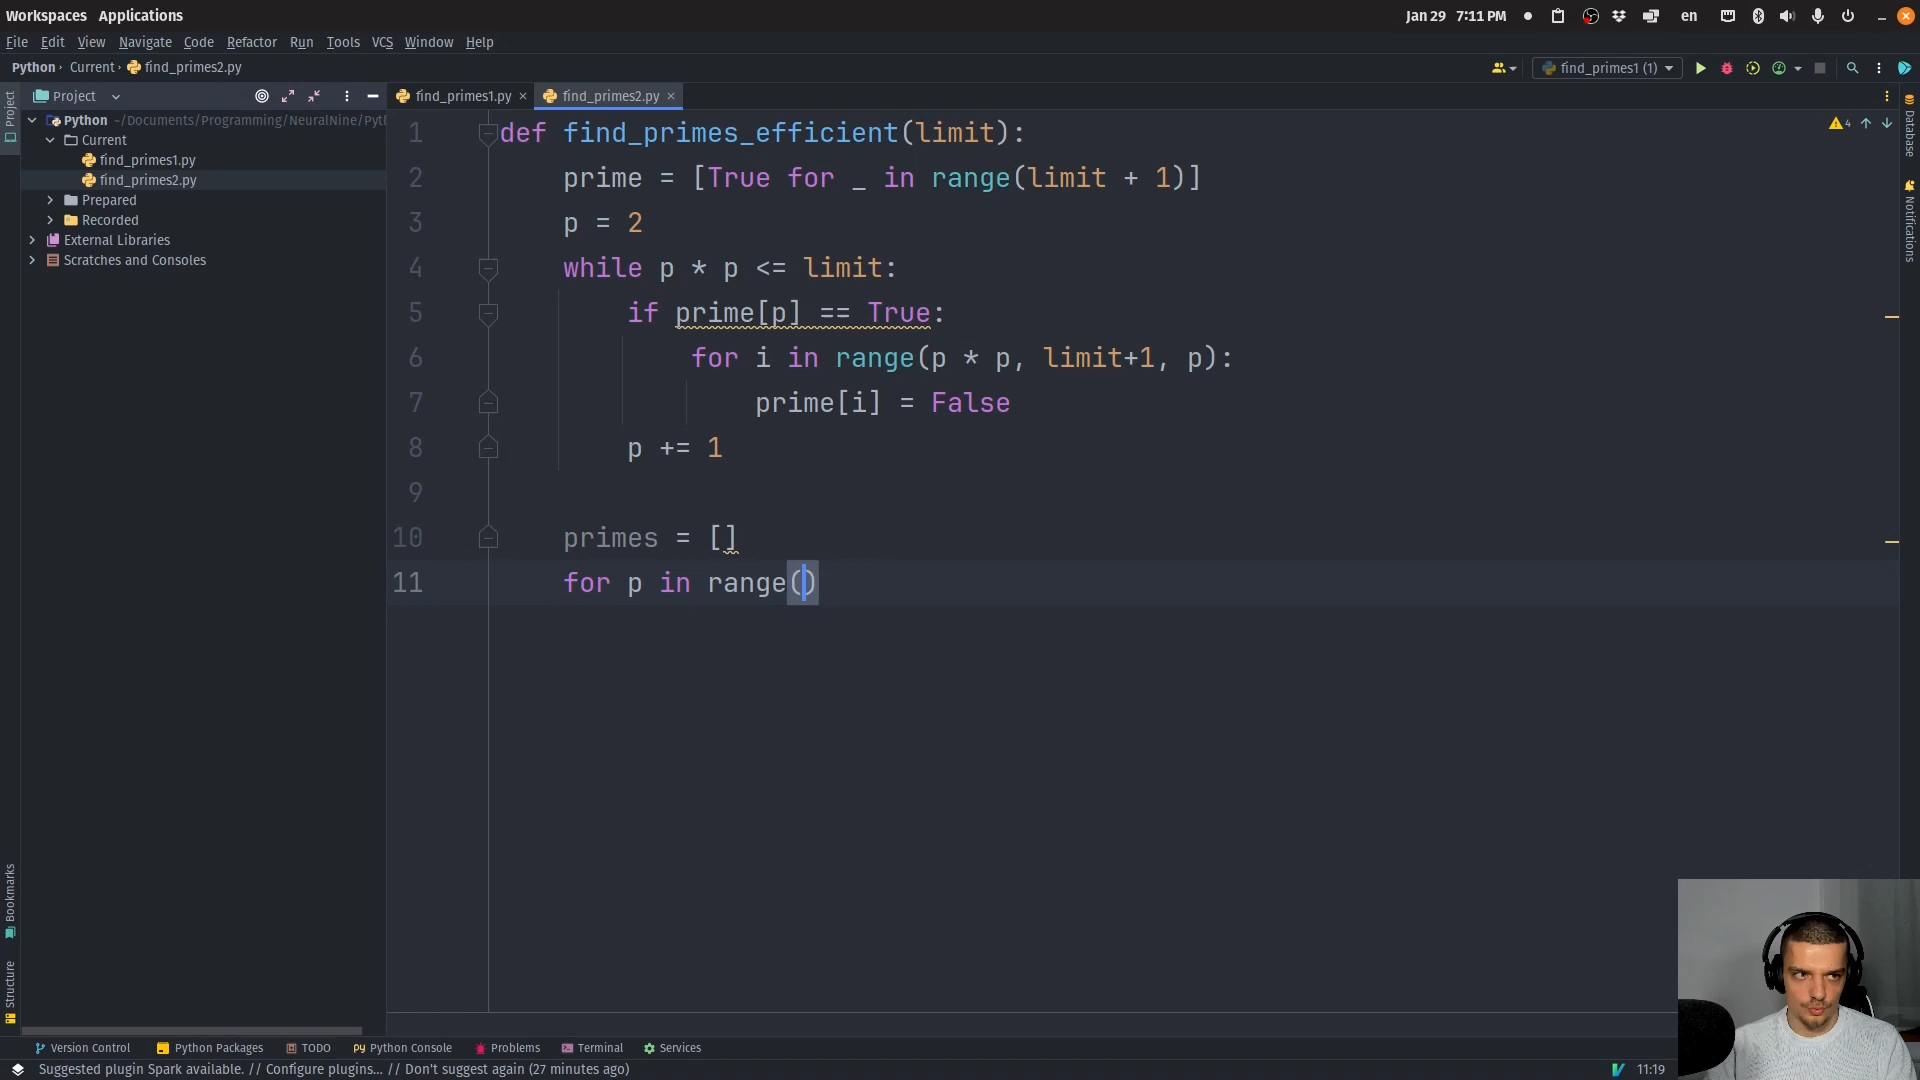 Workspaces Applications
Jan 29 7:11 PM
en
File Edit View Navigate Code Refactor Run Tools VCS Window Help
Python › Current › find_primes2.py
find_primes1 (1)
Project
find_primes1.py
find_primes2.py
Python ~/Documents/Programming/NeuralNine/Pyt
Current
find_primes1.py
find_primes2.py
Prepared
Recorded
External Libraries
Scratches and Consoles
4
1 def find_primes_efficient(limit):
2 prime = [True for _ in range(limit + 1)]
3 p = 2
4 while p * p <= limit:
5 if prime[p] == True:
6 for i in range(p * p, limit+1, p):
7 prime[i] = False
8 p += 1
9
10 primes = []
11 for p in range()
Project
Bookmarks
Structure
Database
Notifications
Version Control Python Packages TODO Python Console Problems Terminal Services
Suggested plugin Spark available. // Configure plugins... // Don't suggest again (27 minutes ago)
11:19